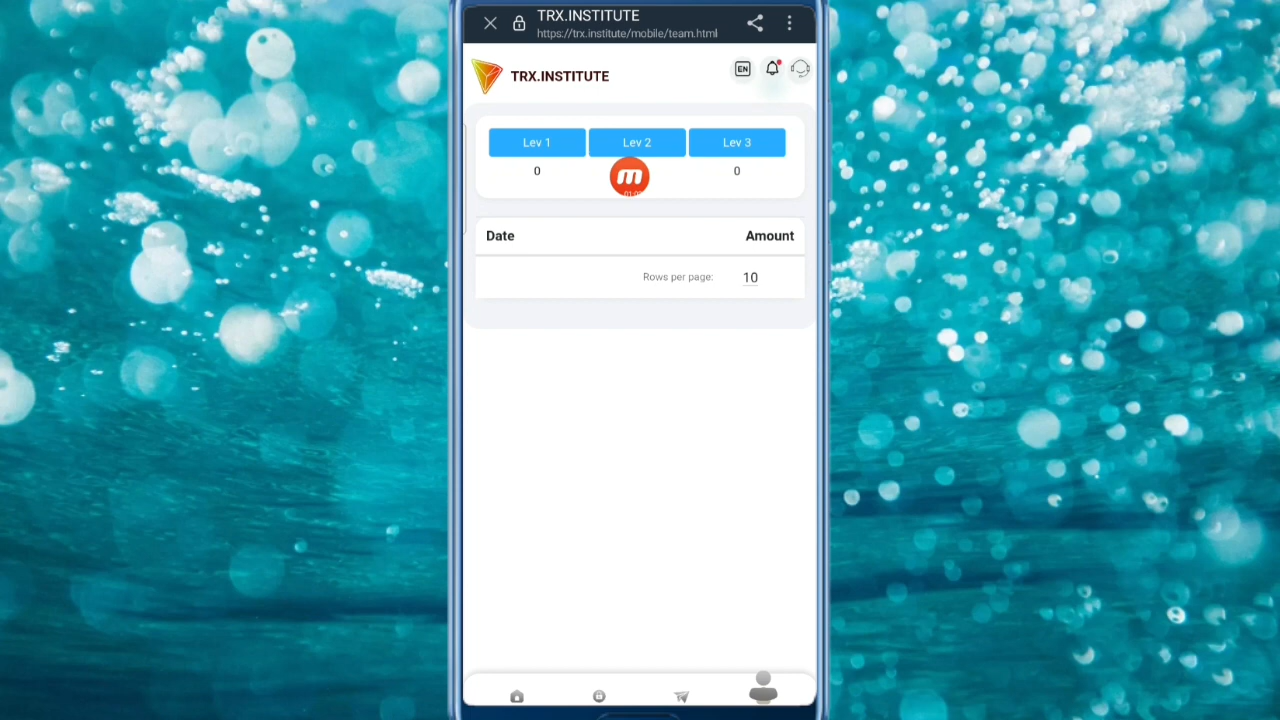 TRX.INSTITUTE
https://trx.institute/mobile/team.html
TRX.INSTITUTE
EN
Lev 1 Lev 2 Lev 3
0 0
m
Date Amount
Rows per page: 10